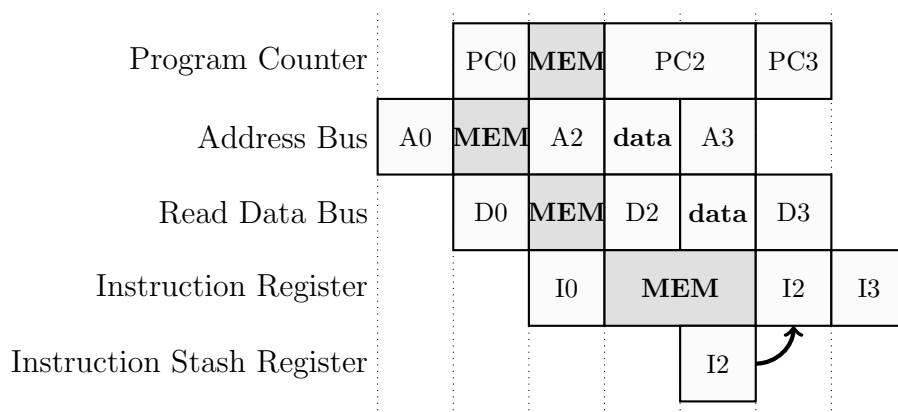 Program Counter PC0 MEM PC2 PC3
Address Bus A0 MEM A2 data A3
Read Data Bus D0 MEM D2 data D3
Instruction Register I0 MEM I2 I3
Instruction Stash Register I2